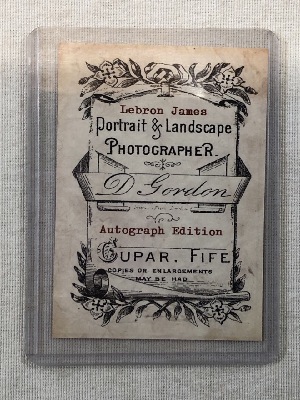 Lebron James
Portrait & Landscape
PHOTOGRAPHER.
D. Gordon
Autograph Edition
CUPAR, FIFE
COPIES OR ENLARGEMENTS
MAY BE HAD